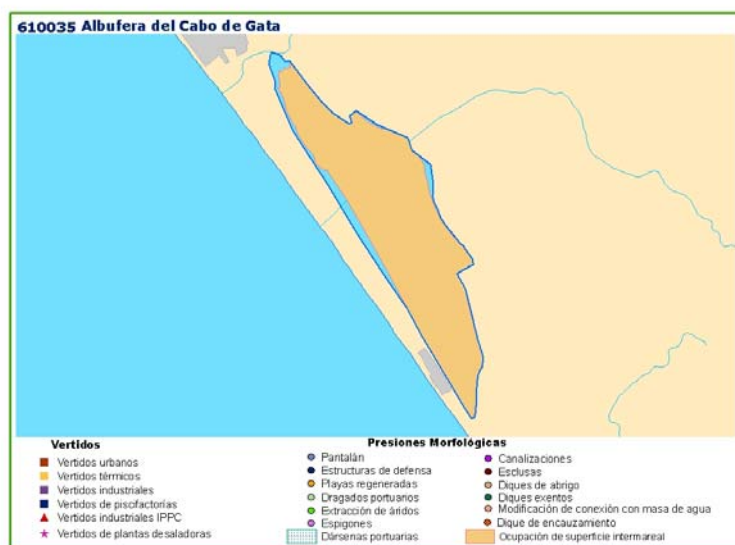 610035 Albufera del Cabo de Gata
Vertidos
Vertidos urbanos
Vertidos térmicos
Vertidos industriales
Vertidos de piscifactorías
Vertidos industriales IPPC
Vertidos de plantas desaladoras
Presiones Morfológicas
Pantalán
Estructuras de defensa
Playas regeneradas
Dragados portuarios
Extracción de áridos
Espigones
Dársenas portuarias
Canalizaciones
Esclusas
Diques de abrigo
Diques exentos
Modificación de conexión con masa de agua
Dique de encauzamiento
Ocupación de superficie intermareal